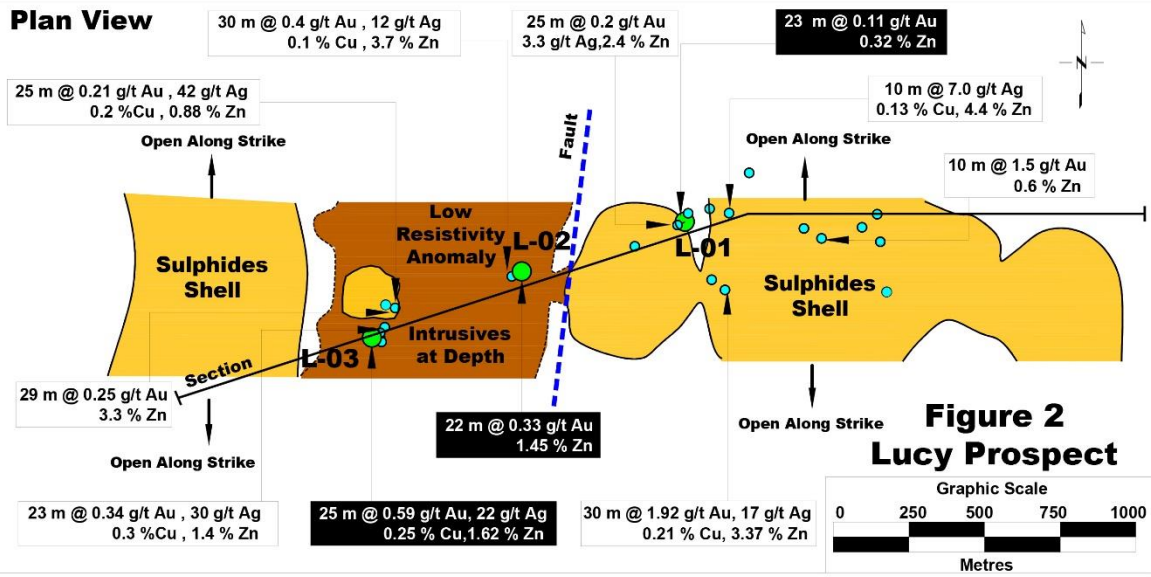 Plan View
30 m @ 0.4 g/t Au , 12 g/t Ag
0.1 % Cu , 3.7 % Zn
25 m @ 0.2 g/t Au
3.3 g/t Ag,2.4 % Zn
23 m @ 0.11 g/t Au
0.32 % Zn
N
25 m @ 0.21 g/t Au , 42 g/t Ag
0.2 %Cu , 0.88 % Zn
10 m @ 7.0 g/t Ag
0.13 % Cu, 4.4 % Zn
Open Along Strike
Fault
Open Along Strike
10 m @ 1.5 g/t Au
0.6 % Zn
Low
Resistivity
Anomaly
L-02
L-01
Sulphides
Shell
Sulphides
Shell
Intrusives
at Depth
L-03
Section
29 m @ 0.25 g/t Au
3.3 % Zn
22 m @ 0.33 g/t Au
1.45 % Zn
Open Along Strike
Open Along Strike
Figure 2
Lucy Prospect
23 m @ 0.34 g/t Au , 30 g/t Ag
0.3 %Cu , 1.4 % Zn
25 m @ 0.59 g/t Au, 22 g/t Ag
0.25 % Cu,1.62 % Zn
30 m @ 1.92 g/t Au, 17 g/t Ag
0.21 % Cu, 3.37 % Zn
Graphic Scale
0 250 500 750 1000
Metres